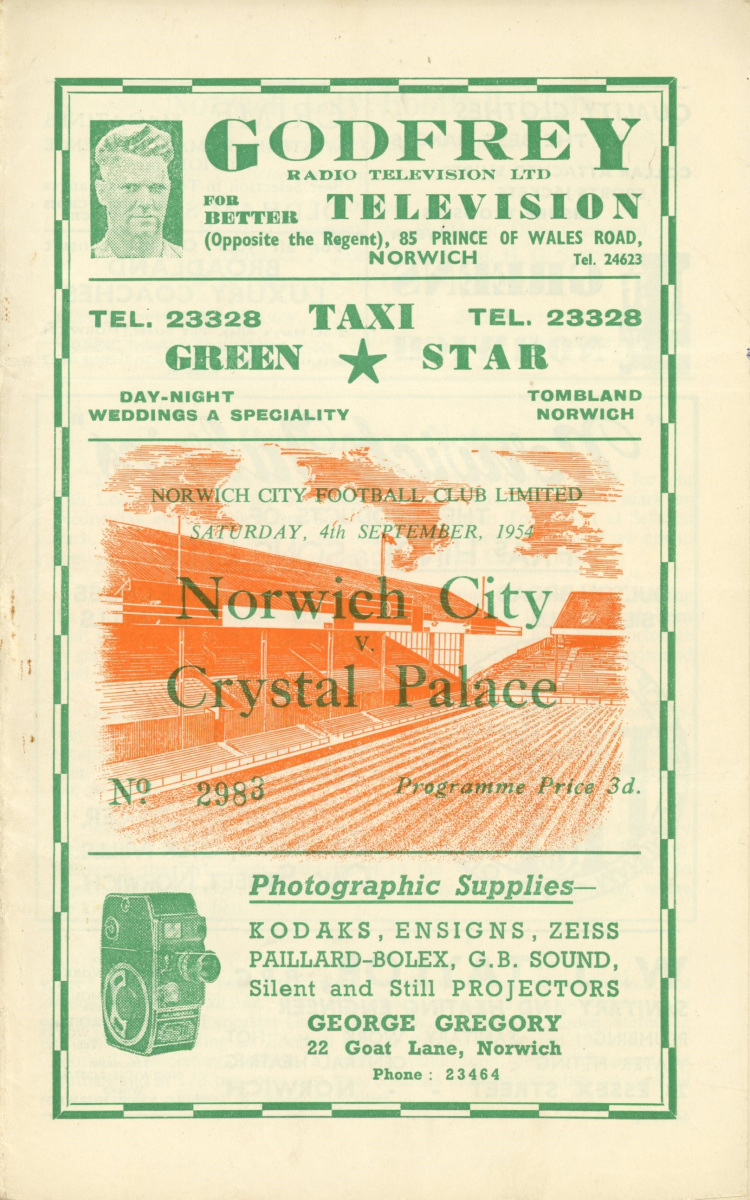 GODFREY
RADIO TELEVISION LTD
FOR BETTER TELEVISION
(Opposite the Regent), 85 PRINCE OF WALES ROAD,
NORWICH Tel. 24623
TEL. 23328 TAXI TEL. 23328
GREEN ★ STAR
DAY-NIGHT TOMBLAND
WEDDINGS A SPECIALITY NORWICH
NORWICH CITY FOOTBALL CLUB LIMITED
SATURDAY, 4th SEPTEMBER, 1954
Norwich City
v.
Crystal Palace
No. 2983 Programme Price 3d.
Photographic Supplies—
KODAKS, ENSIGNS, ZEISS
PAILLARD-BOLEX, G.B. SOUND,
Silent and Still PROJECTORS
GEORGE GREGORY
22 Goat Lane, Norwich
Phone : 23464